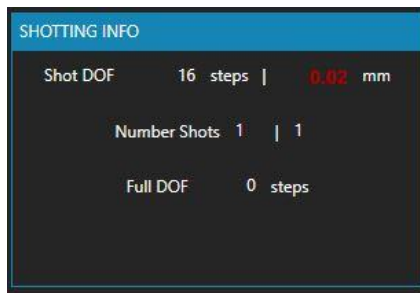 SHOTTING INFO
Shot DOF 16 steps | 0.02 mm
Number Shots 1 | 1
Full DOF 0 steps